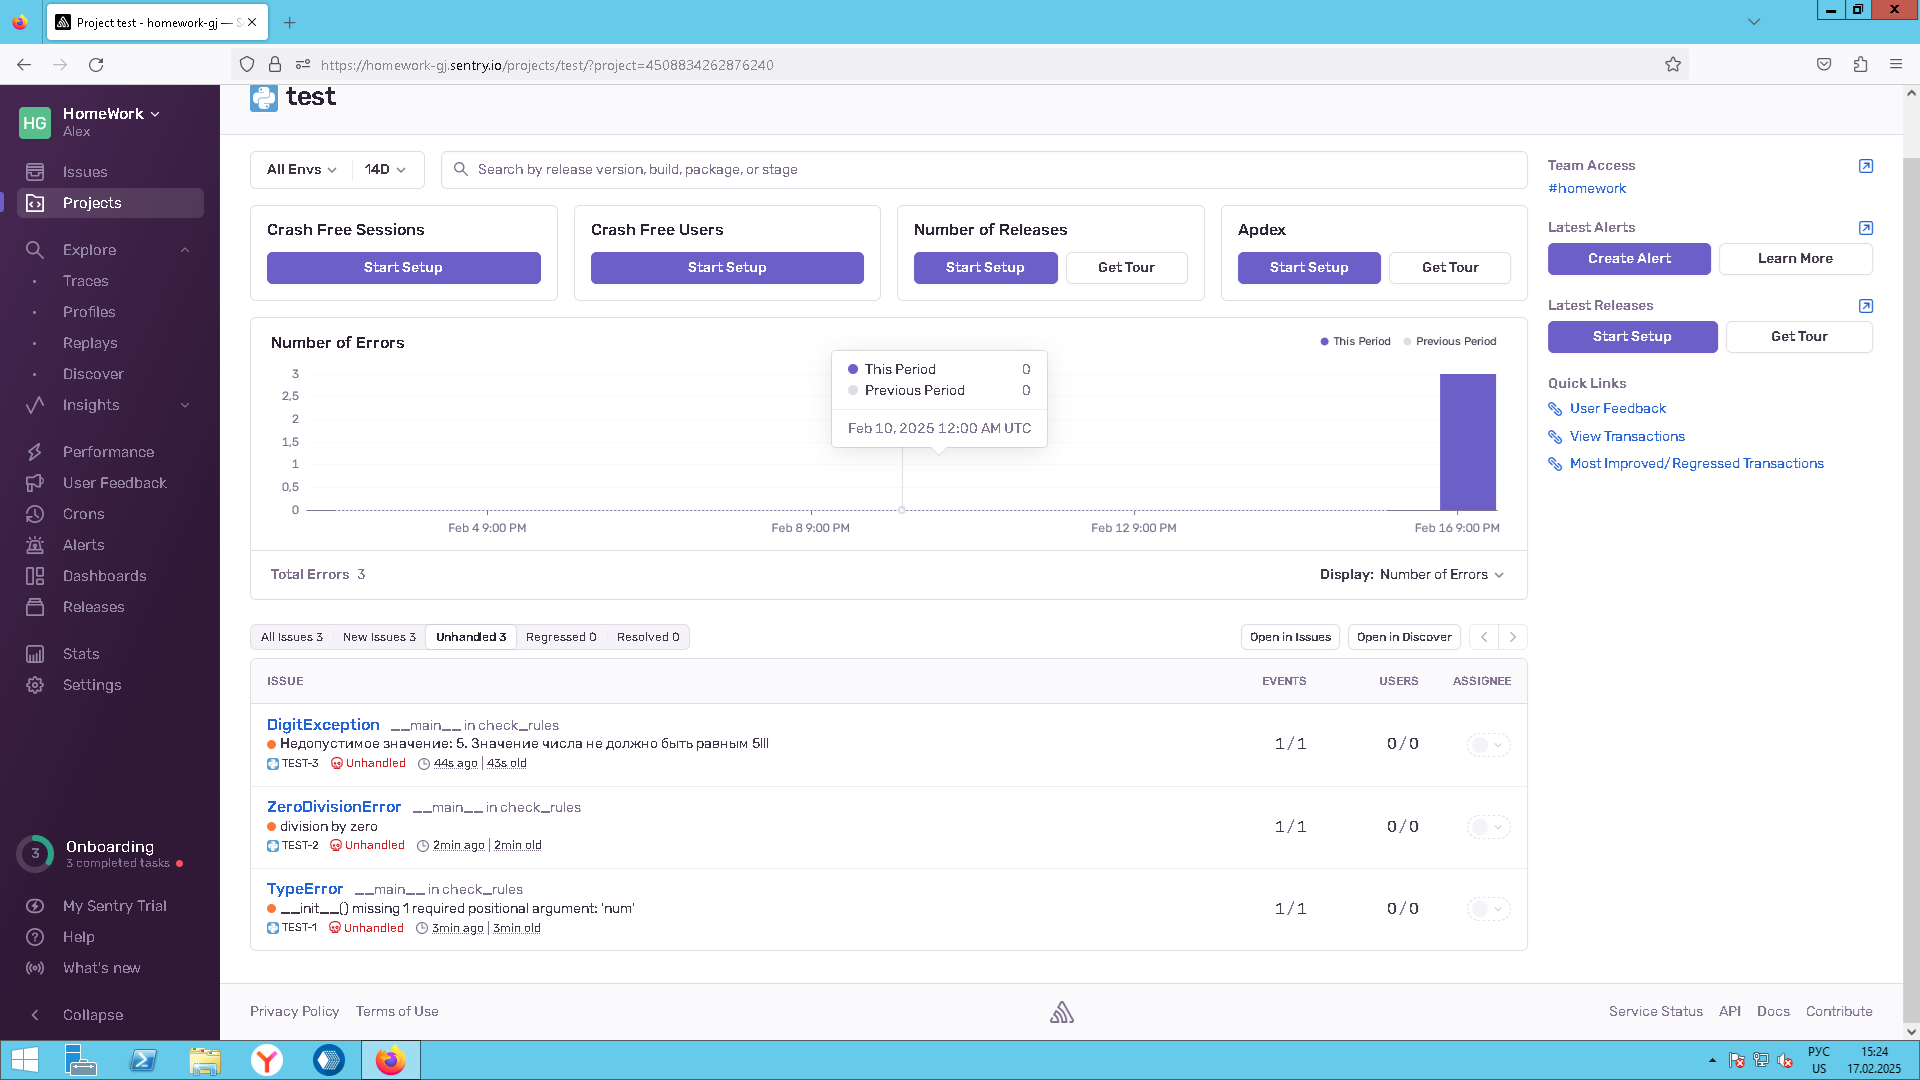 Project test - homework-gj — S
https://homework-gj.sentry.io/projects/test/?project=4508834262876240
HG
HomeWork
Alex
Issues
Projects
Explore
Traces
Profiles
Replays
Discover
Insights
Performance
User Feedback
Crons
Alerts
Dashboards
Releases
Stats
Settings
3
Onboarding
3 completed tasks
My Sentry Trial
Help
What's new
Collapse
test
All Envs
14D
Search by release version, build, package, or stage
Crash Free Sessions
Start Setup
Crash Free Users
Start Setup
Number of Releases
Start Setup
Get Tour
Apdex
Start Setup
Get Tour
Number of Errors
This Period
Previous Period
3
2,5
2
1,5
1
0,5
0
This Period 0
Previous Period 0
Feb 10, 2025 12:00 AM UTC
Feb 4 9:00 PM
Feb 8 9:00 PM
Feb 12 9:00 PM
Feb 16 9:00 PM
Total Errors 3
Display: Number of Errors
All Issues 3
New Issues 3
Unhandled 3
Regressed 0
Resolved 0
Open in Issues
Open in Discover
ISSUE
EVENTS
USERS
ASSIGNEE
DigitException __main__ in check_rules
Недопустимое значение: 5. Значение числа не должно быть равным 5!!!
TEST-3 Unhandled 44s ago | 43s old
1/1
0/0
ZeroDivisionError __main__ in check_rules
division by zero
TEST-2 Unhandled 2min ago | 2min old
1/1
0/0
TypeError __main__ in check_rules
__init__() missing 1 required positional argument: 'num'
TEST-1 Unhandled 3min ago | 3min old
1/1
0/0
Team Access
#homework
Latest Alerts
Create Alert
Learn More
Latest Releases
Start Setup
Get Tour
Quick Links
User Feedback
View Transactions
Most Improved/Regressed Transactions
Privacy Policy
Terms of Use
Service Status
API
Docs
Contribute
РУС
US
15:24
17.02.2025